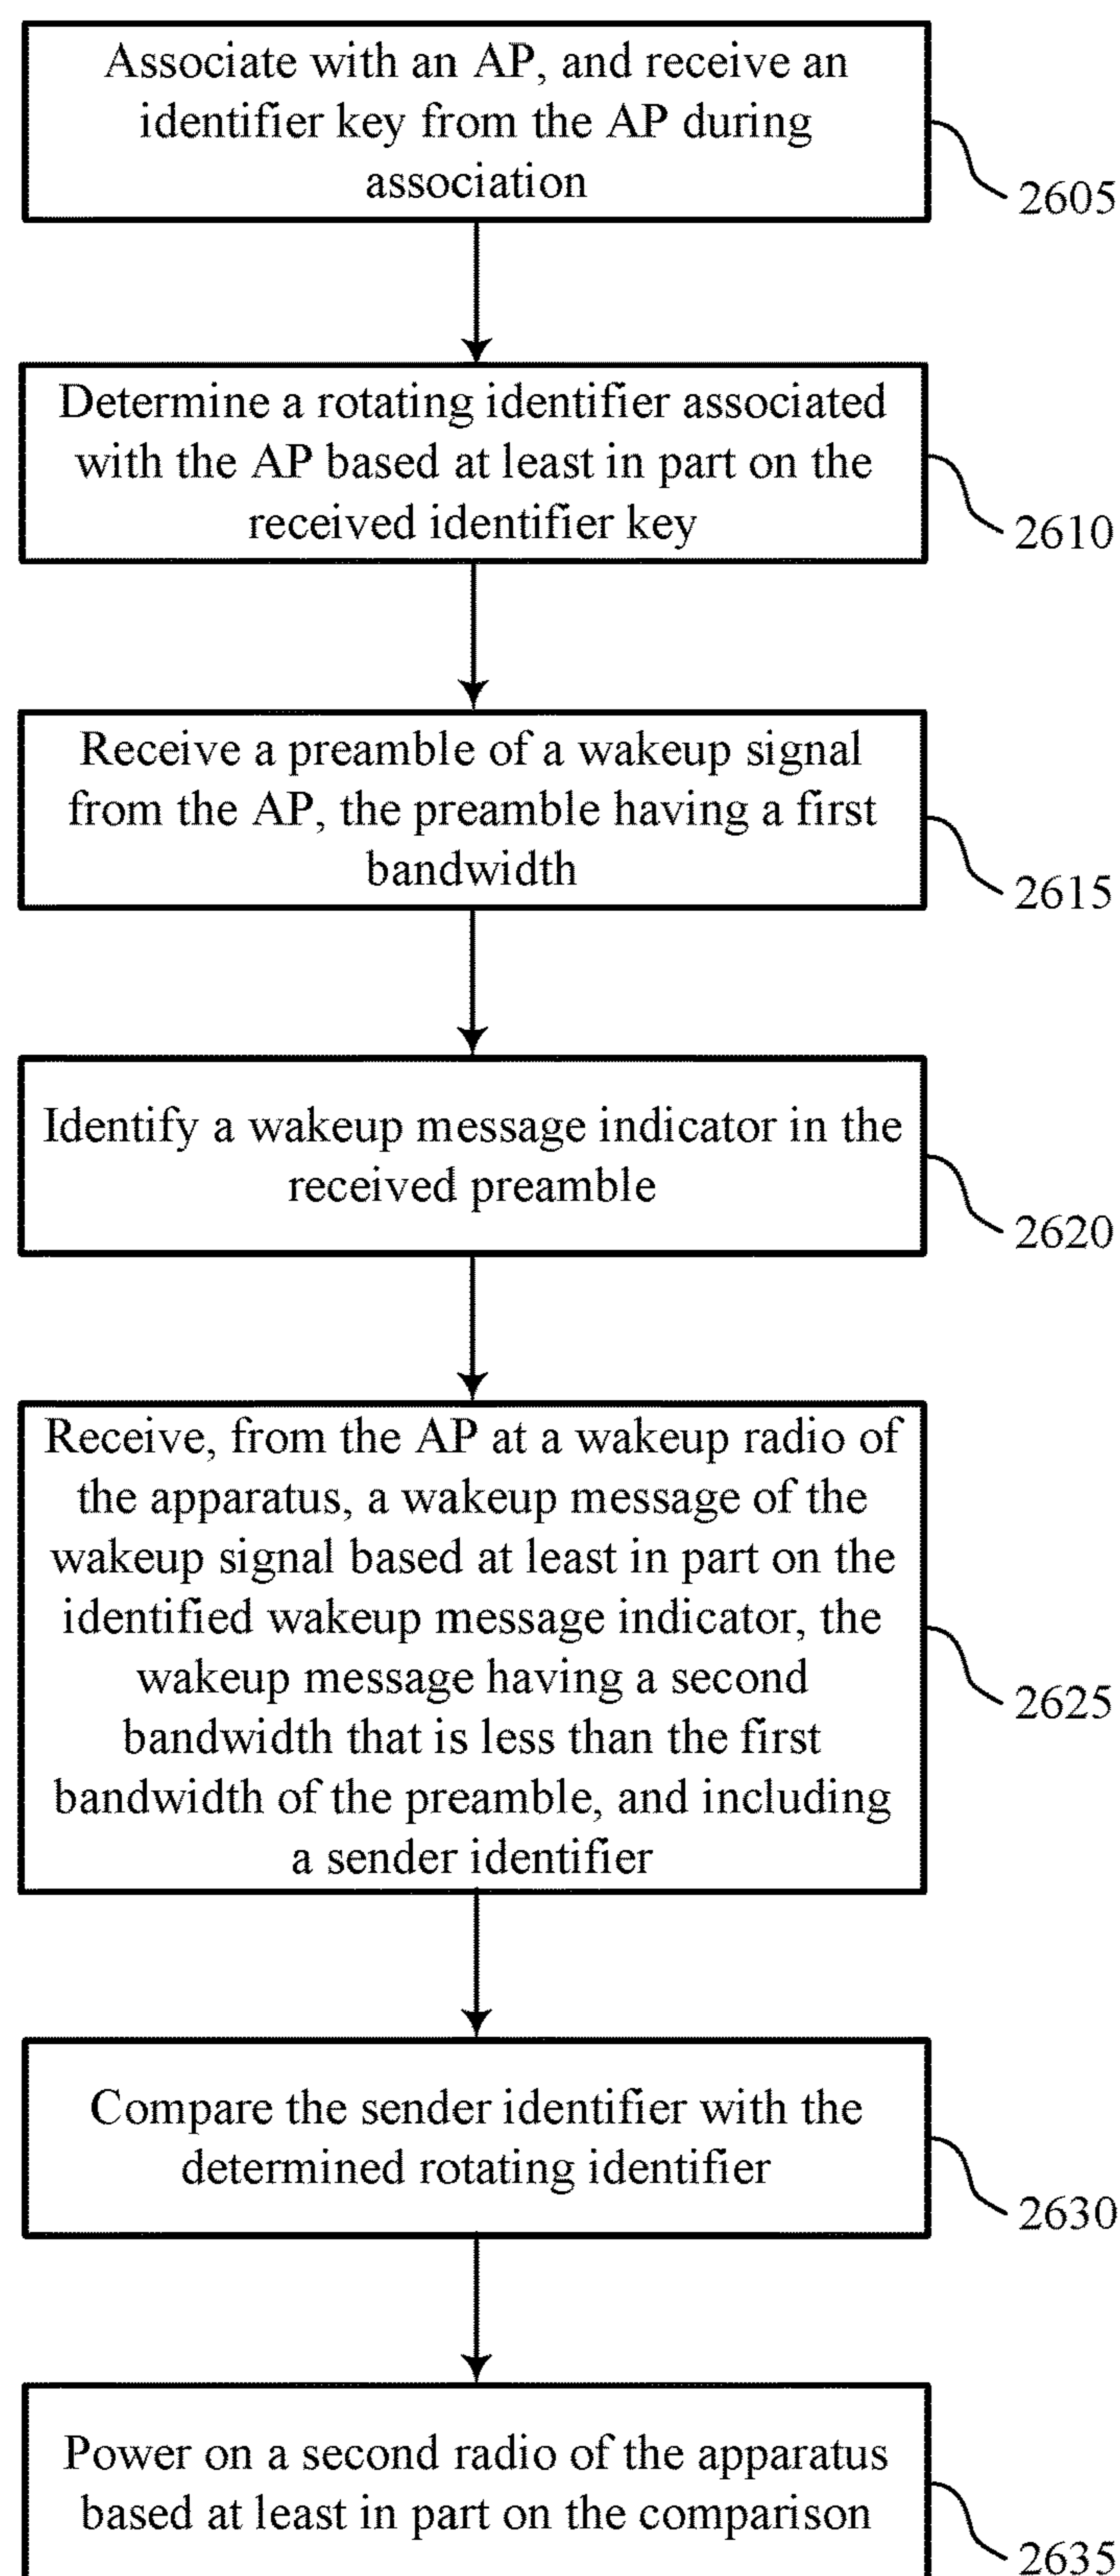 Associate with an AP, and receive an
identifier key from the AP during
association
2605
Determine a rotating identifier associated
with the AP based at least in part on the
received identifier key
2610
Receive a preamble of a wakeup signal
from the AP, the preamble having a first
bandwidth
2615
Identify a wakeup message indicator in the
received preamble
2620
Receive, from the AP at a wakeup radio of
the apparatus, a wakeup message of the
wakeup signal based at least in part on the
identified wakeup message indicator, the
wakeup message having a second
bandwidth that is less than the first
bandwidth of the preamble, and including
a sender identifier
2625
Compare the sender identifier with the
determined rotating identifier
2630
Power on a second radio of the apparatus
based at least in part on the comparison
2635